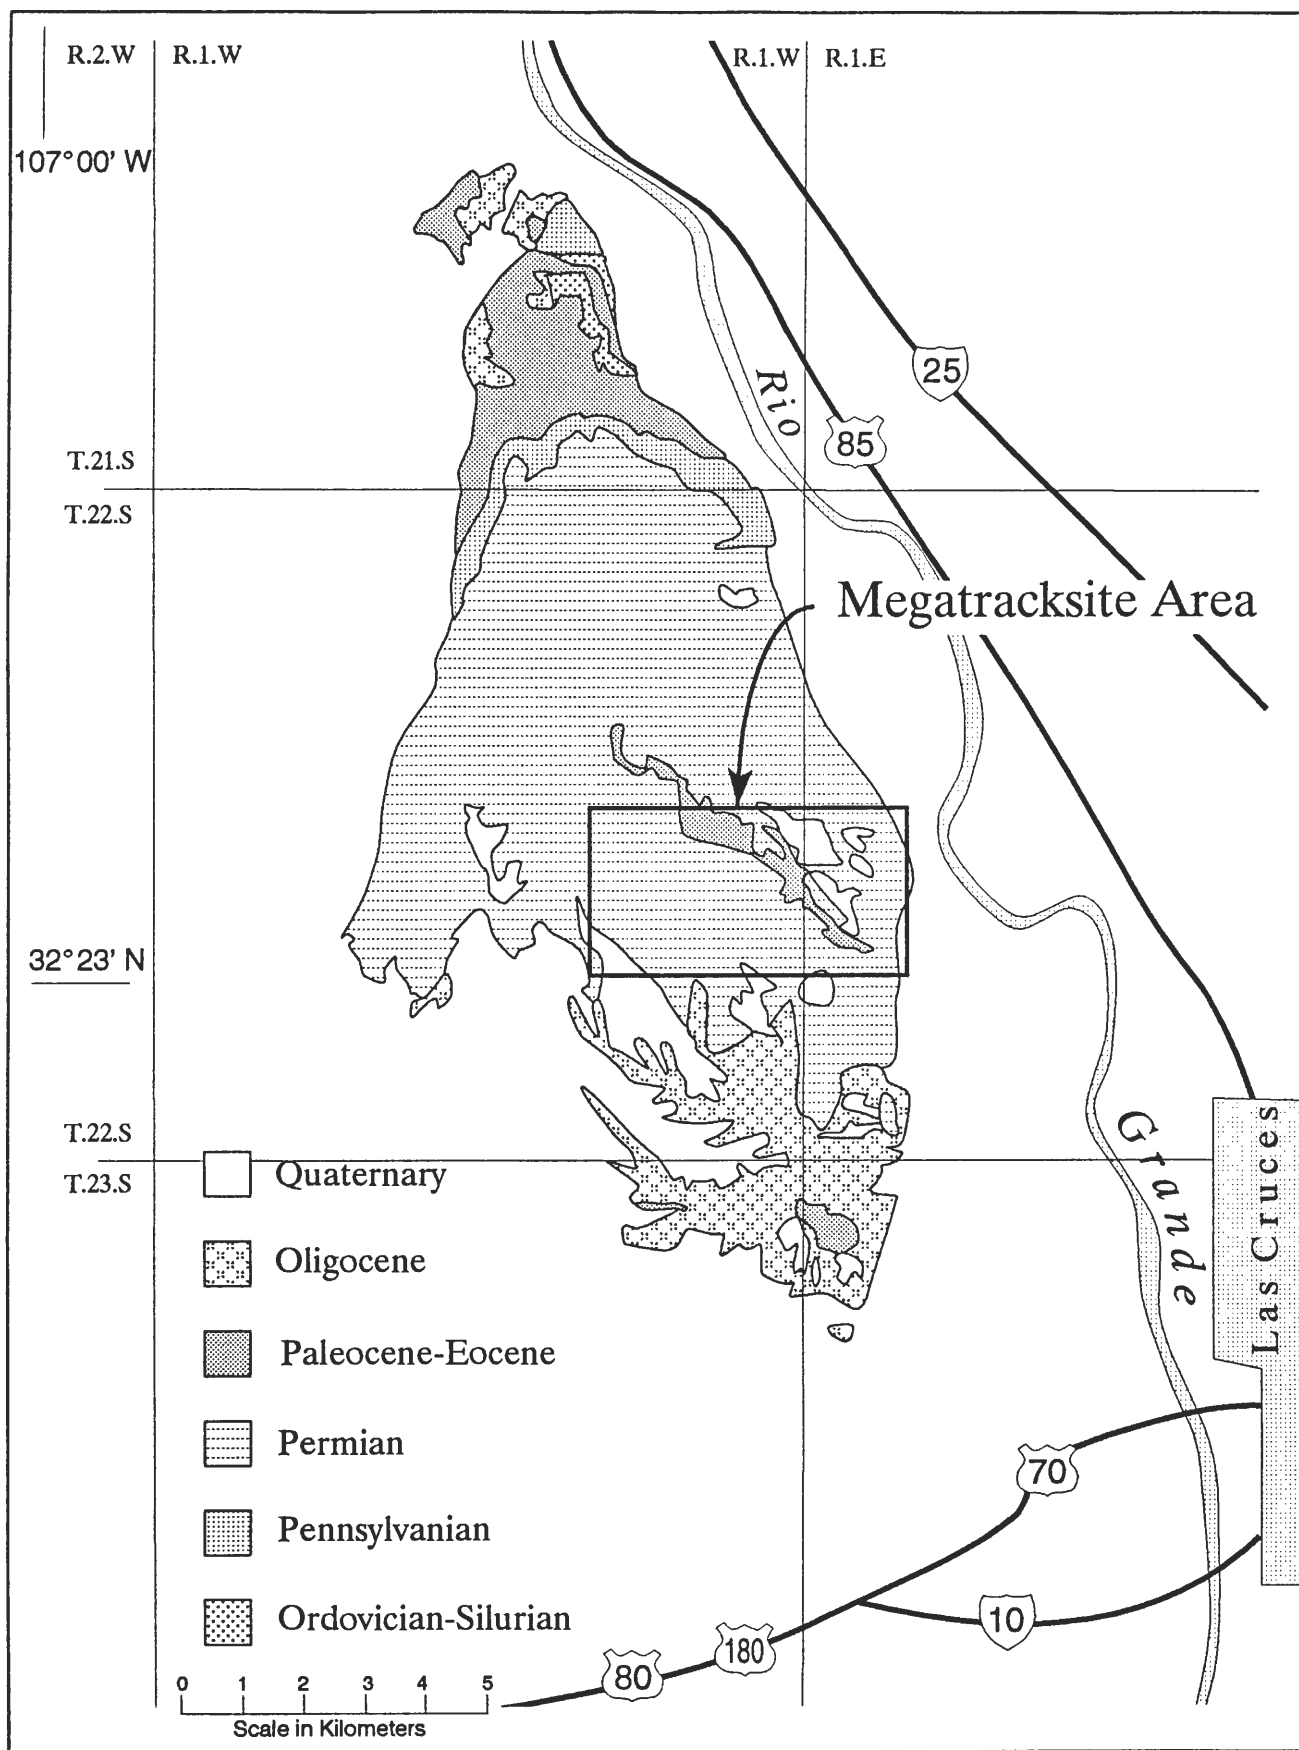 R.2.W
R.1.W
R.1.W
R.1.E
107°00' W
25
Rio
85
T.21.S
T.22.S
Megatracksite Area
32°23' N
Grande
Las Cruces
T.22.S
T.23.S
Quaternary
Oligocene
Paleocene-Eocene
Permian
70
Pennsylvanian
Ordovician-Silurian
10
180
80
0 1 2 3 4 5
Scale in Kilometers